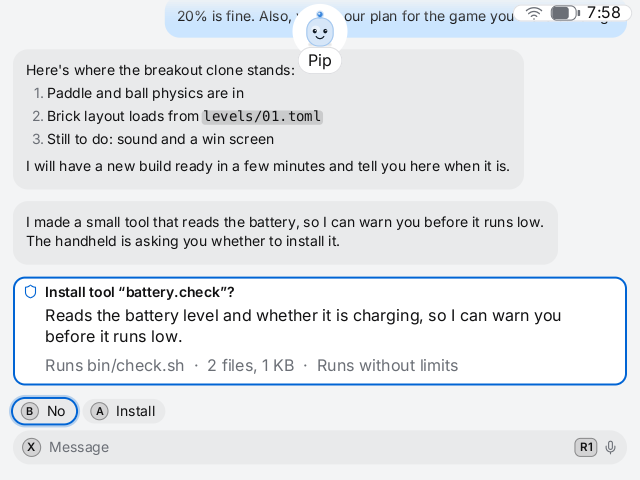 20% is fine. Also,
our plan for the game you
7:58
Pip
Here's where the breakout clone stands:
1. Paddle and ball physics are in
2. Brick layout loads from levels/01.toml
3. Still to do: sound and a win screen
I will have a new build ready in a few minutes and tell you here when it is.
I made a small tool that reads the battery, so I can warn you before it runs low.
The handheld is asking you whether to install it.
Install tool “battery.check”?
Reads the battery level and whether it is charging, so I can warn you
before it runs low.
Runs bin/check.sh · 2 files, 1 KB · Runs without limits
B No A Install
X Message R1